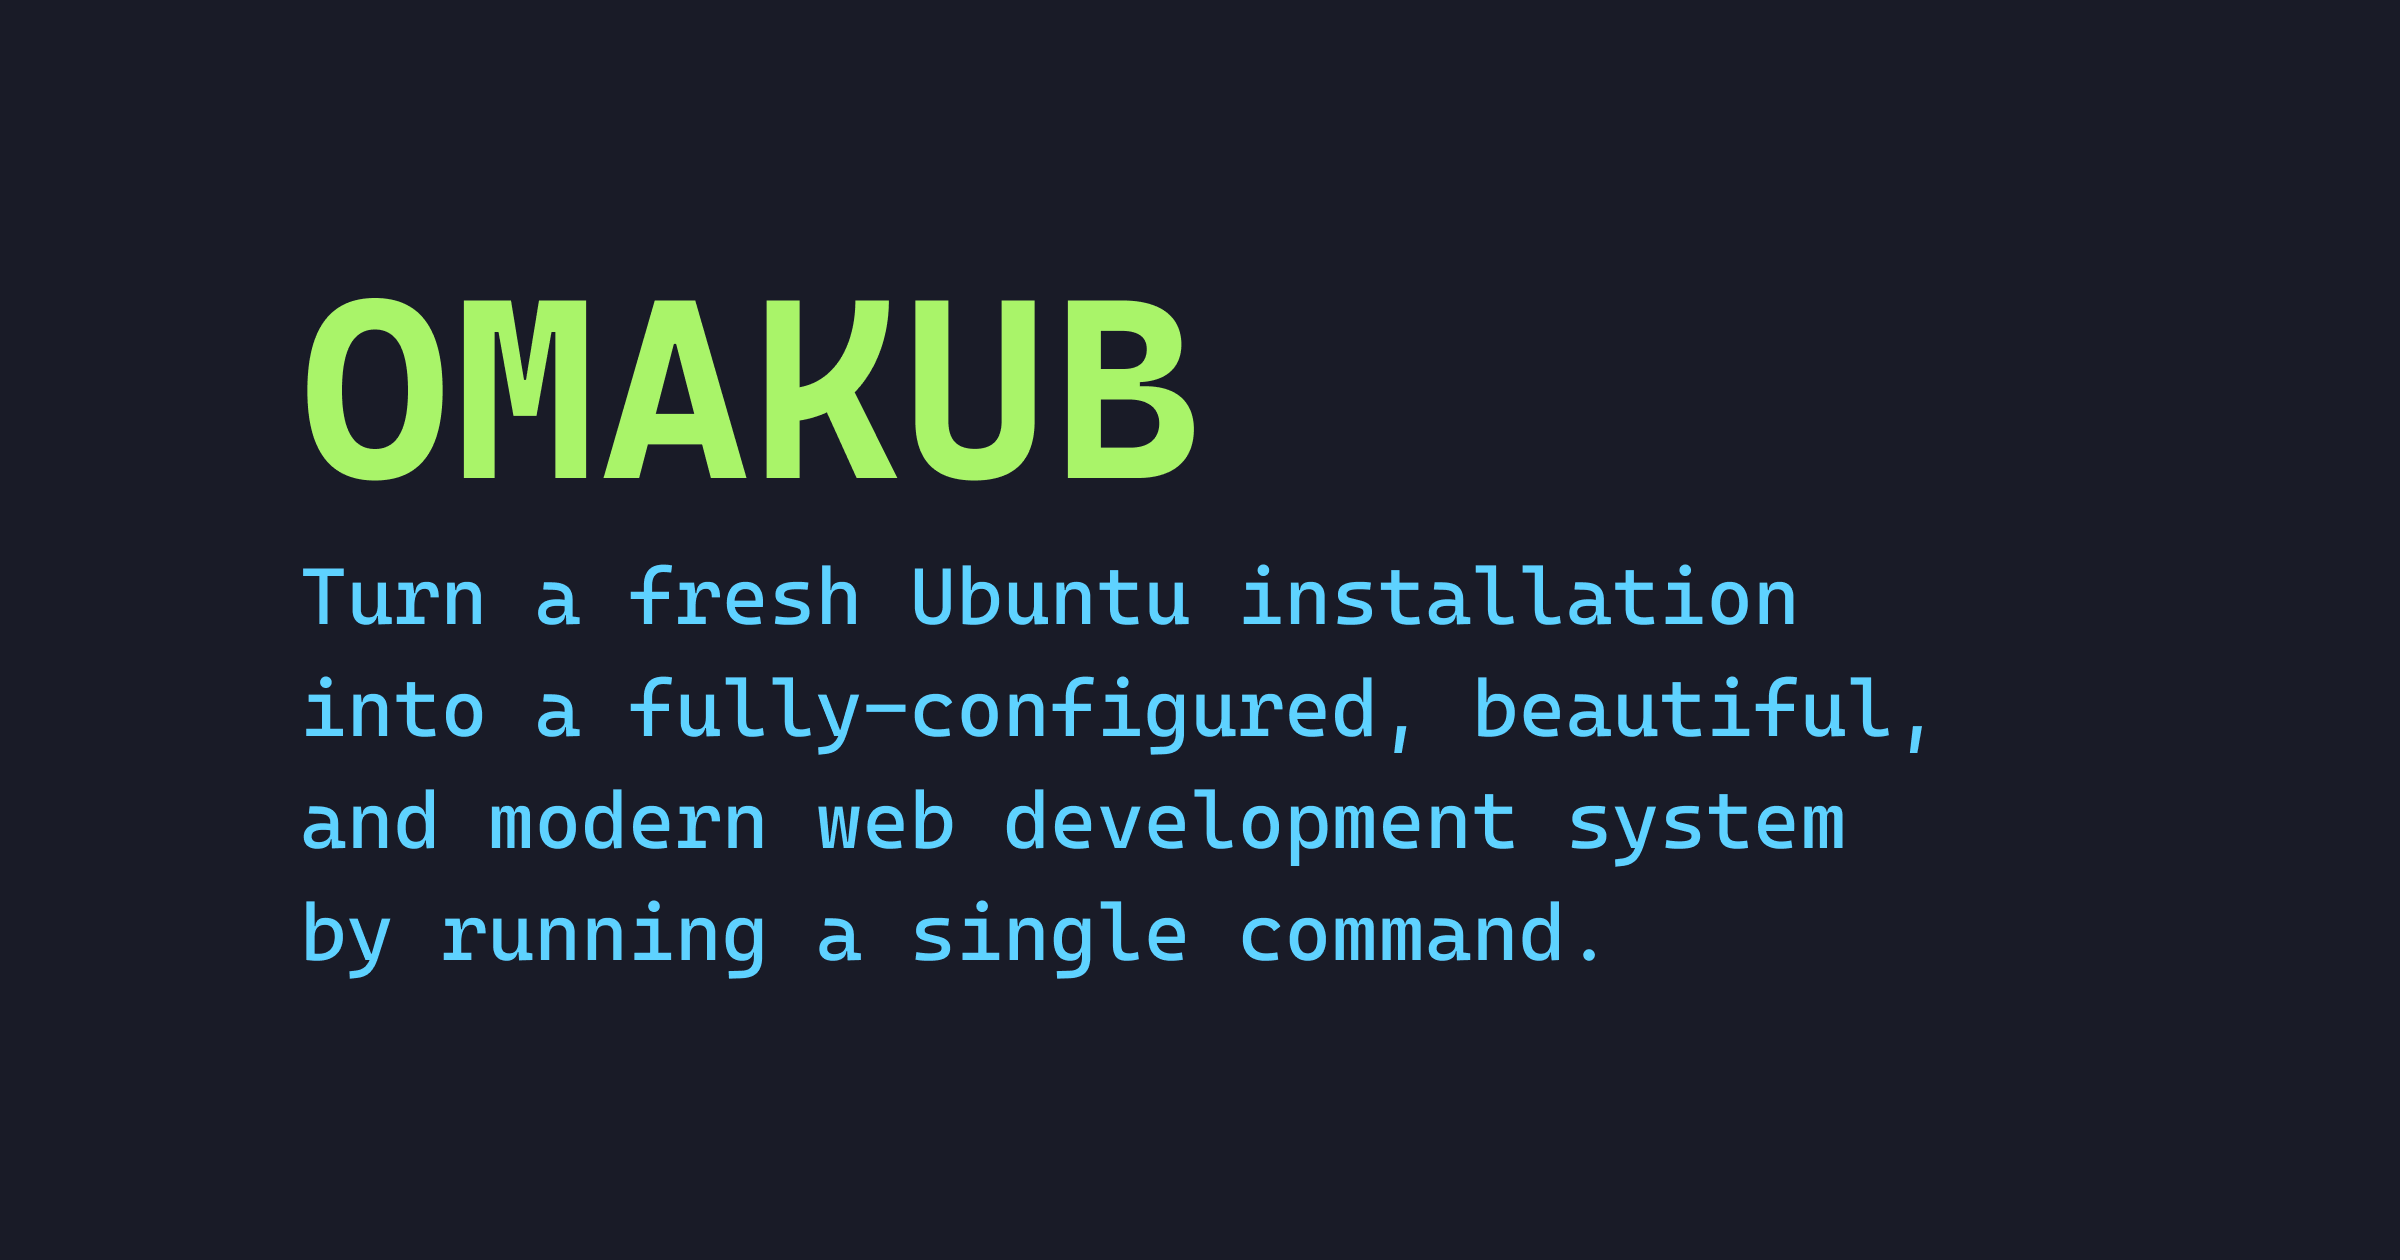 OMAKUB
Turn a fresh Ubuntu installation
into a fully-configured, beautiful,
and modern web development system
by running a single command.